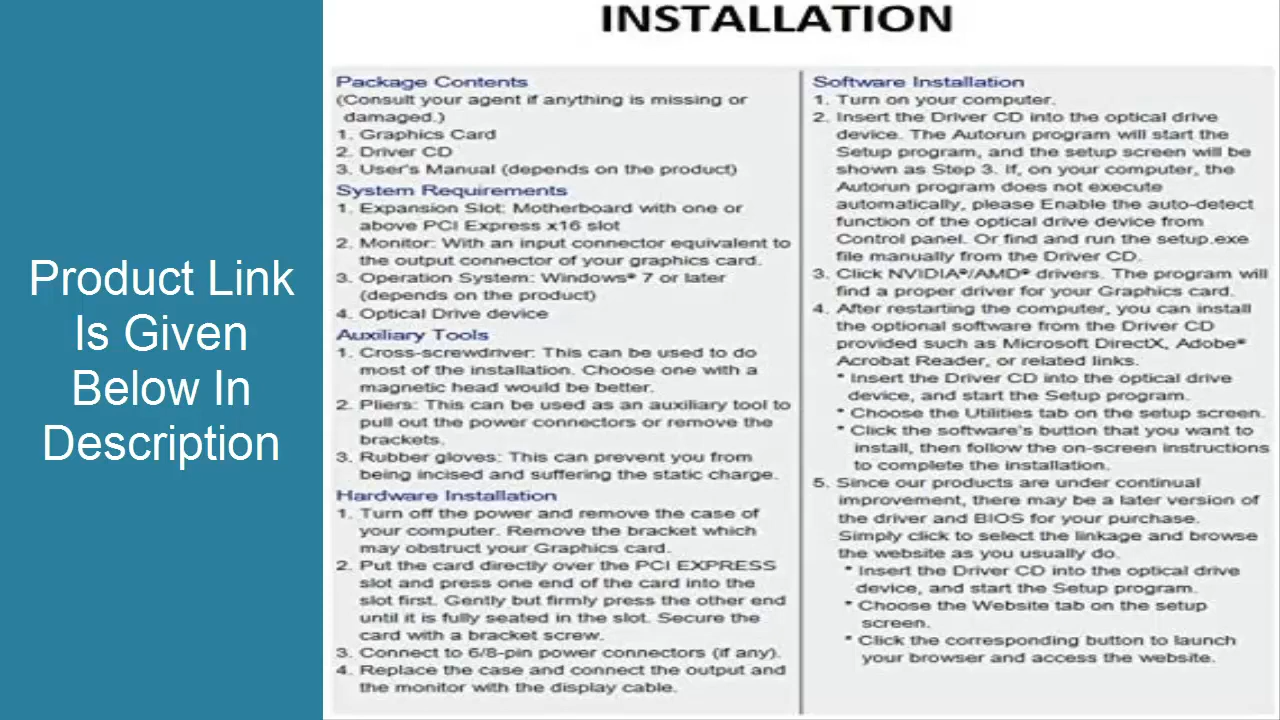 Product Link
Is Given
Below In
Description
INSTALLATION
Package Contents
(Consult your agent if anything is missing or
damaged.)
1. Graphics Card
2. Driver CD
3. User's Manual (depends on the product)
System Requirements
1. Expansion Slot: Motherboard with one or
above PCI Express x16 slot
2. Monitor: With an input connector equivalent to
the output connector of your graphics card.
3. Operation System: Windows® 7 or later
(depends on the product)
4. Optical Drive device
Auxiliary Tools
1. Cross-screwdriver: This can be used to do
most of the installation. Choose one with a
magnetic head would be better.
2. Pliers: This can be used as an auxiliary tool to
pull out the power connectors or remove the
brackets.
3. Rubber gloves: This can prevent you from
being incised and suffering the static charge.
Hardware Installation
1. Turn off the power and remove the case of
your computer. Remove the bracket which
may obstruct your Graphics card.
2. Put the card directly over the PCI EXPRESS
slot and press one end of the card into the
slot first. Gently but firmly press the other end
until it is fully seated in the slot. Secure the
card with a bracket screw.
3. Connect to 6/8-pin power connectors (if any).
4. Replace the case and connect the output and
the monitor with the display cable.
Software Installation
1. Turn on your computer.
2. Insert the Driver CD into the optical drive
device. The Autorun program will start the
Setup program, and the setup screen will be
shown as Step 3. If, on your computer, the
Autorun program does not execute
automatically, please Enable the auto-detect
function of the optical drive device from
Control panel. Or find and run the setup.exe
file manually from the Driver CD.
3. Click NVIDIA®/AMD® drivers. The program will
find a proper driver for your Graphics card.
4. After restarting the computer, you can install
the optional software from the Driver CD
provided such as Microsoft DirectX, Adobe®
Acrobat Reader, or related links.
* Insert the Driver CD into the optical drive
device, and start the Setup program.
* Choose the Utilities tab on the setup screen.
* Click the software's button that you want to
install, then follow the on-screen instructions
to complete the installation.
5. Since our products are under continual
improvement, there may be a later version of
the driver and BIOS for your purchase.
Simply click to select the linkage and browse
the website as you usually do.
* Insert the Driver CD into the optical drive
device, and start the Setup program.
* Choose the Website tab on the setup
screen.
* Click the corresponding button to launch
your browser and access the website.